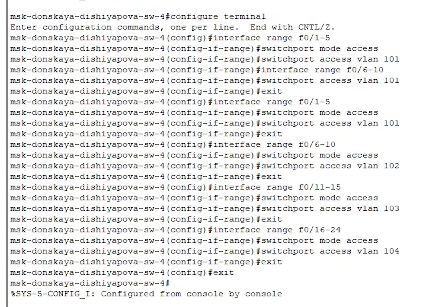 msk-donskaya-dishiyapova-sw-4#configure terminal
Enter configuration commands, one per line.  End with CNTL/Z.
msk-donskaya-dishiyapova-sw-4(config)#interface range f0/1-5
msk-donskaya-dishiyapova-sw-4(config-if-range)#switchport mode access
msk-donskaya-dishiyapova-sw-4(config-if-range)#switchport access vlan 101
msk-donskaya-dishiyapova-sw-4(config-if-range)#interface range f0/6-10
msk-donskaya-dishiyapova-sw-4(config-if-range)#switchport access vlan 101
msk-donskaya-dishiyapova-sw-4(config-if-range)#exit
msk-donskaya-dishiyapova-sw-4(config)#interface range f0/1-5
msk-donskaya-dishiyapova-sw-4(config-if-range)#switchport mode access
msk-donskaya-dishiyapova-sw-4(config-if-range)#switchport access vlan 101
msk-donskaya-dishiyapova-sw-4(config-if-range)#exit
msk-donskaya-dishiyapova-sw-4(config)#interface range f0/6-10
msk-donskaya-dishiyapova-sw-4(config-if-range)#switchport mode access
msk-donskaya-dishiyapova-sw-4(config-if-range)#switchport access vlan 102
msk-donskaya-dishiyapova-sw-4(config-if-range)#exit
msk-donskaya-dishiyapova-sw-4(config)#interface range f0/11-15
msk-donskaya-dishiyapova-sw-4(config-if-range)#switchport mode access
msk-donskaya-dishiyapova-sw-4(config-if-range)#switchport access vlan 103
msk-donskaya-dishiyapova-sw-4(config-if-range)#exit
msk-donskaya-dishiyapova-sw-4(config)#interface range f0/16-24
msk-donskaya-dishiyapova-sw-4(config-if-range)#switchport mode access
msk-donskaya-dishiyapova-sw-4(config-if-range)#switchport access vlan 104
msk-donskaya-dishiyapova-sw-4(config-if-range)#exit
msk-donskaya-dishiyapova-sw-4(config)#exit
msk-donskaya-dishiyapova-sw-4#
%SYS-5-CONFIG_I: Configured from console by console